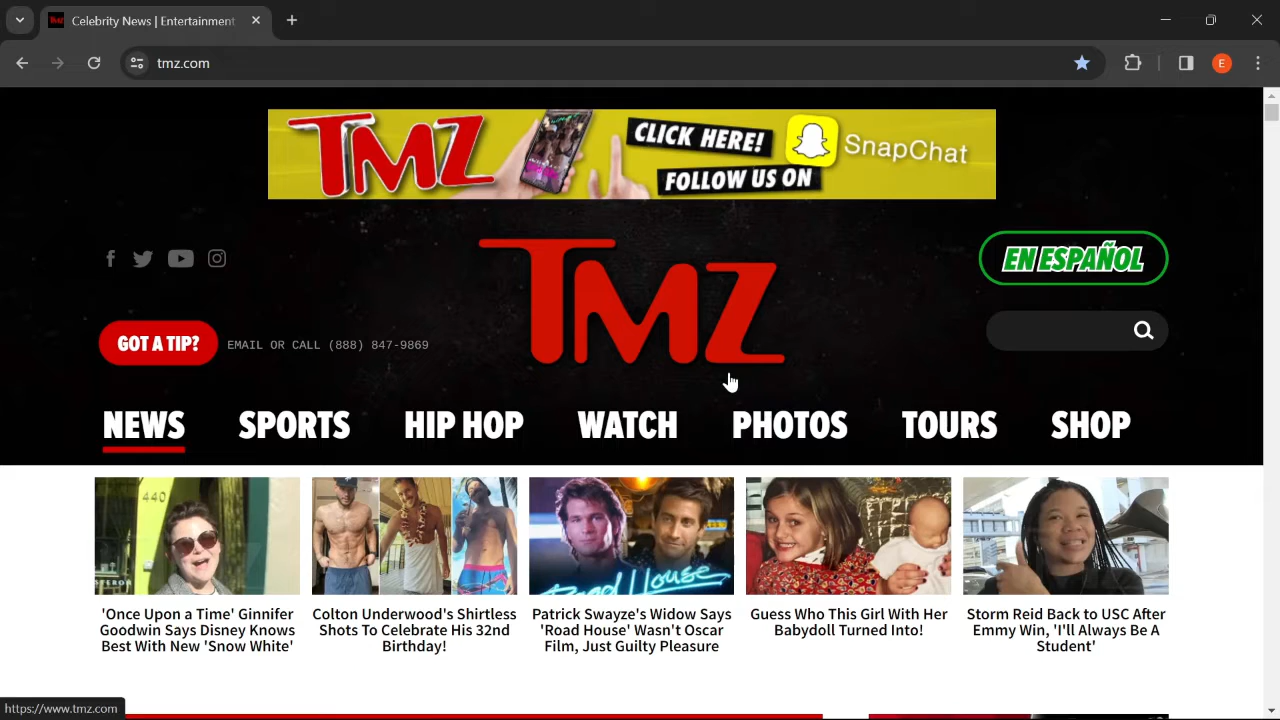 TMZ
Celebrity News | Entertainment
tmz.com
E
TMZ
CLICK HERE!
FOLLOW US ON
SnapChat
TMZ
EN ESPAÑOL
GOT A TIP?
EMAIL OR CALL (888) 847-9869
NEWS SPORTS HIP HOP WATCH PHOTOS TOURS SHOP
440
Road House
'Once Upon a Time' Ginnifer
Goodwin Says Disney Knows
Best With New 'Snow White'
Colton Underwood's Shirtless
Shots To Celebrate His 32nd
Birthday!
Patrick Swayze's Widow Says
'Road House' Wasn't Oscar
Film, Just Guilty Pleasure
Guess Who This Girl With Her
Babydoll Turned Into!
Storm Reid Back to USC After
Emmy Win, 'I'll Always Be A
Student'
https://www.tmz.com